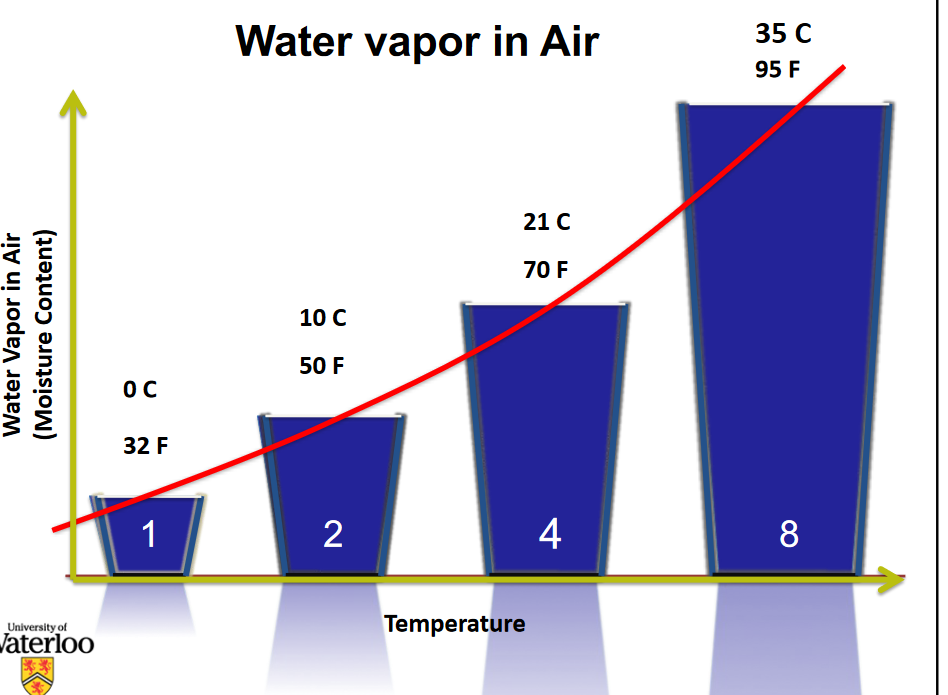 Water vapor in Air
35 C
95 F
21 C
70 F
10 C
50 F
0 C
32 F
Water Vapor in Air
(Moisture Content)
1
2
4
8
Temperature
University of
Waterloo